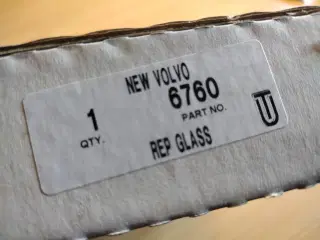 NEW VOLVO
1 6760
QTY. PART NO.
REP GLASS